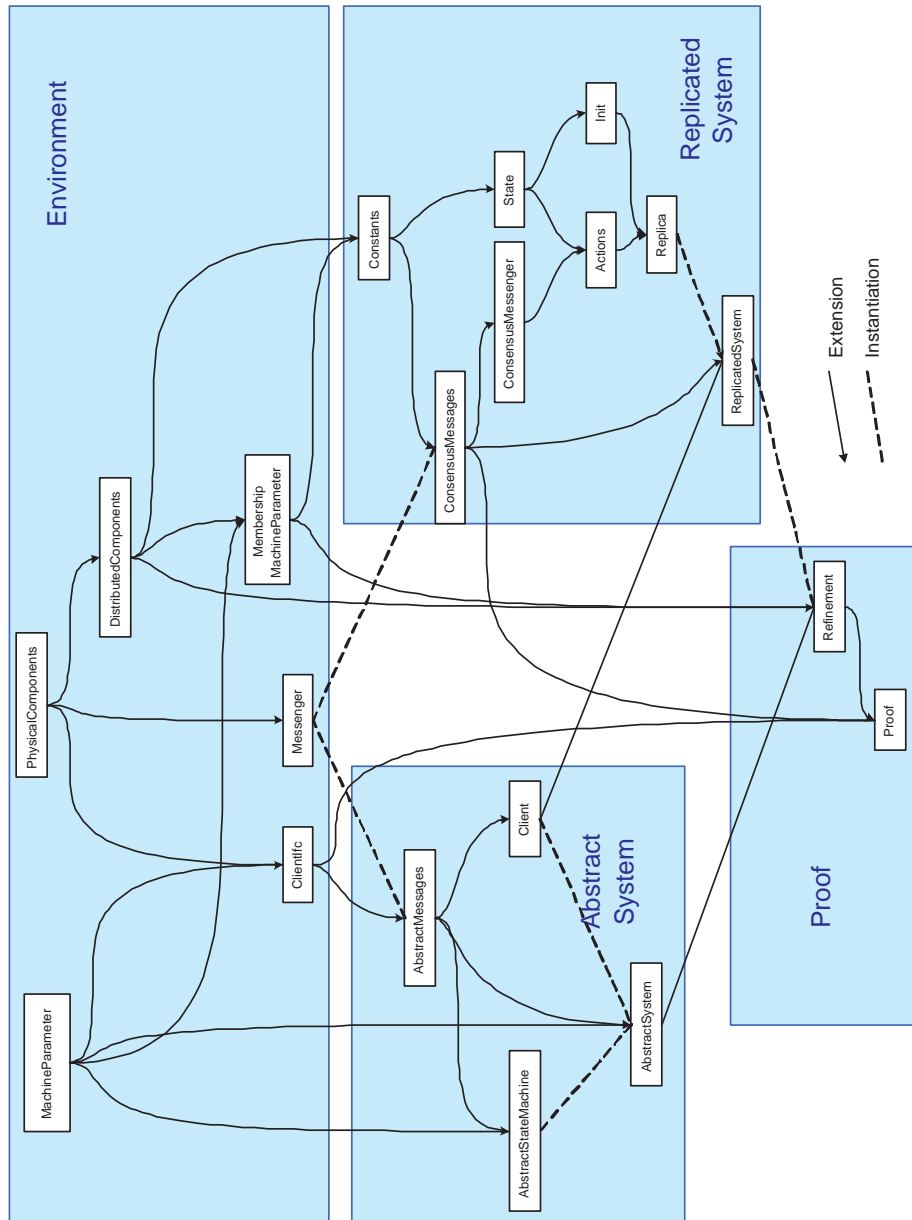 Environment
MachineParameter
PhysicalComponents
DistributedComponents
ClientIfc
Messenger
Membership
MachineParameter
Abstract
System
AbstractMessages
AbstractStateMachine
Client
AbstractSystem
Replicated
System
Constants
ConsensusMessages
State
ConsensusMessenger
Init
Actions
Replica
ReplicatedSystem
Proof
Refinement
Proof
Extension
Instantiation